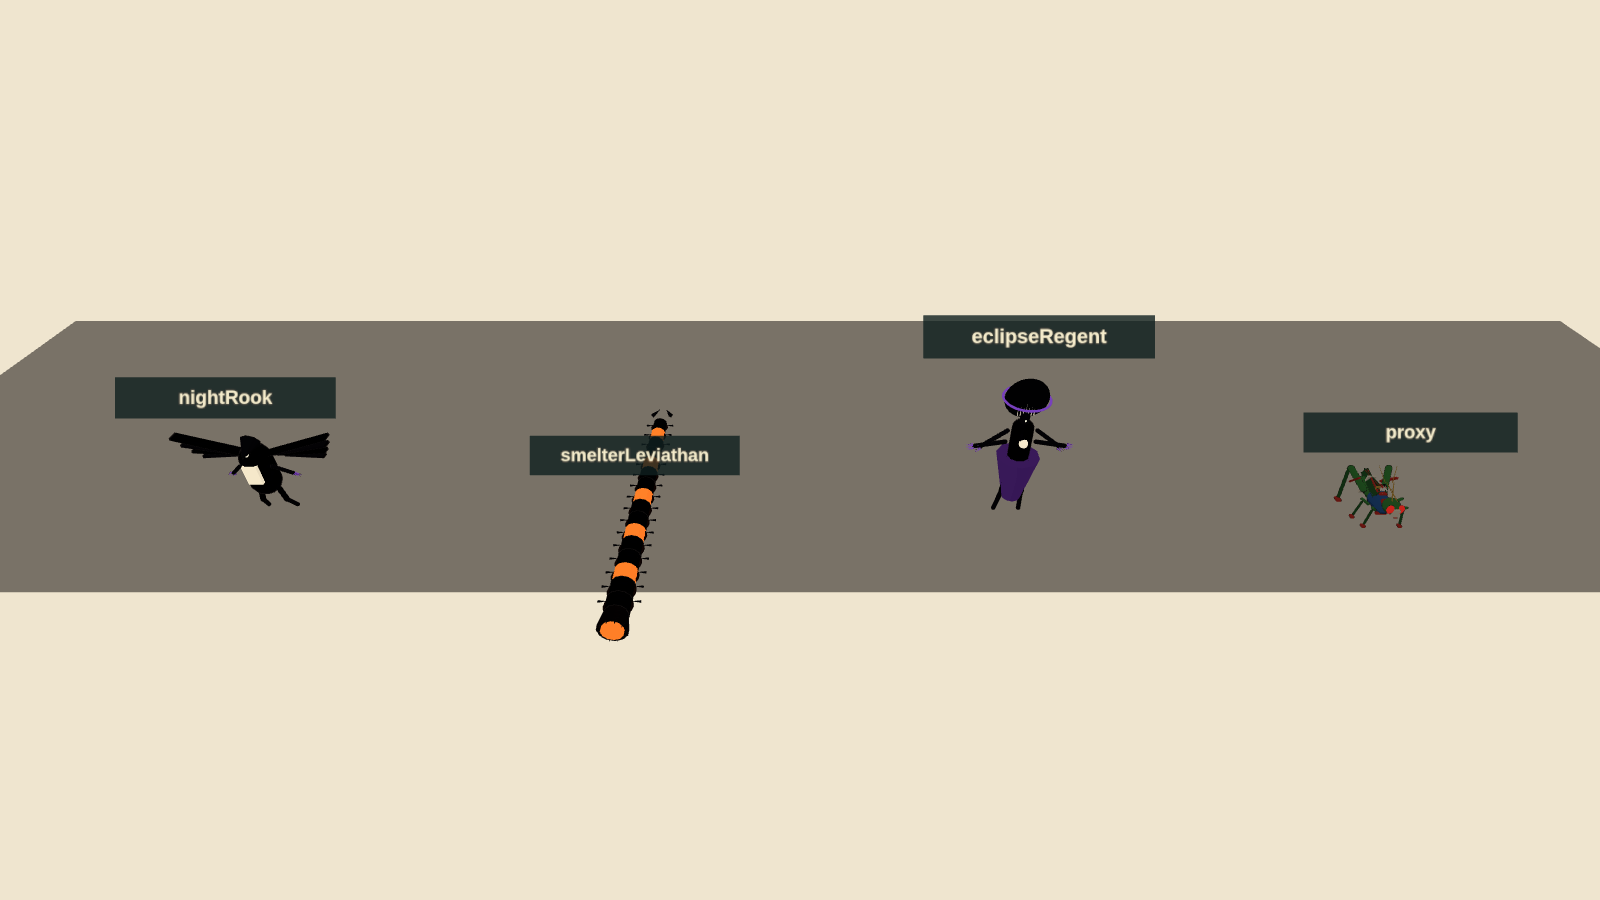 nightRook
smelterLeviathan
eclipseRegent
proxy